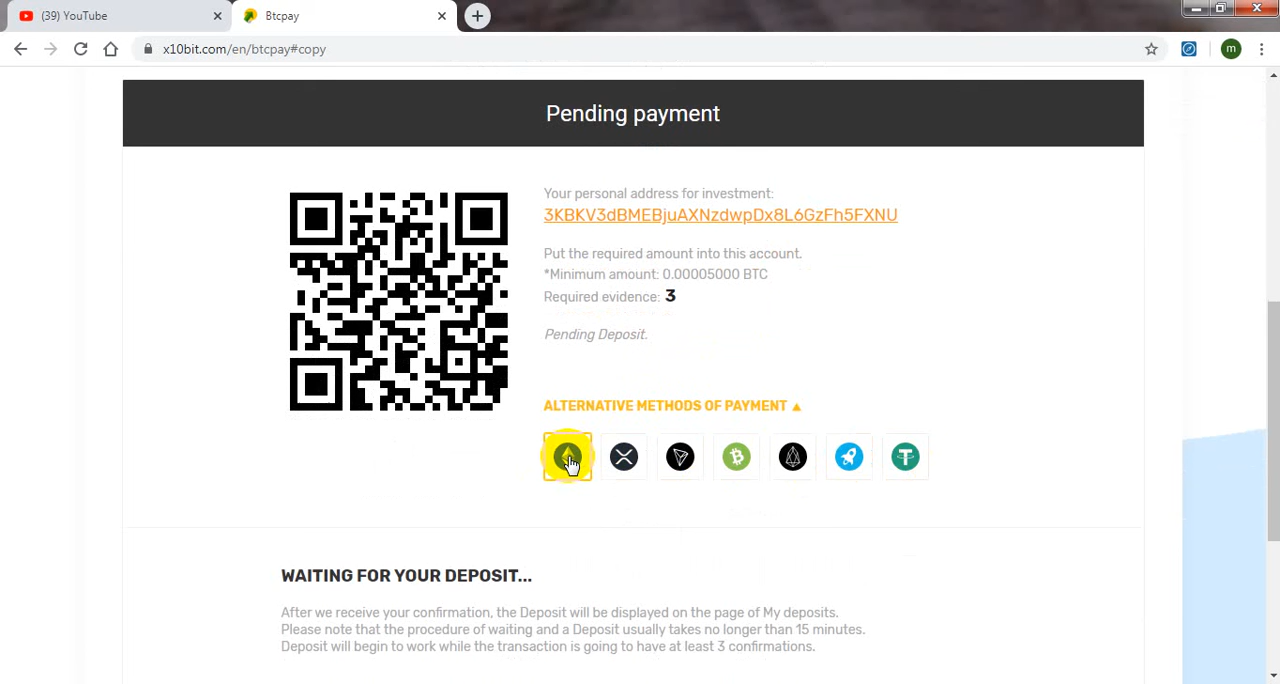 (39) YouTube
Btcpay
x10bit.com/en/btcpay#copy
m
Pending payment
Your personal address for investment:
3KBKV3dBMEBjuAXNzdwpDx8L6GzFh5FXNU
Put the required amount into this account.
*Minimum amount: 0.00005000 BTC
Required evidence: 3
Pending Deposit.
ALTERNATIVE METHODS OF PAYMENT ▲
WAITING FOR YOUR DEPOSIT...
After we receive your confirmation, the Deposit will be displayed on the page of My deposits.
Please note that the procedure of waiting and a Deposit usually takes no longer than 15 minutes.
Deposit will begin to work while the transaction is going to have at least 3 confirmations.